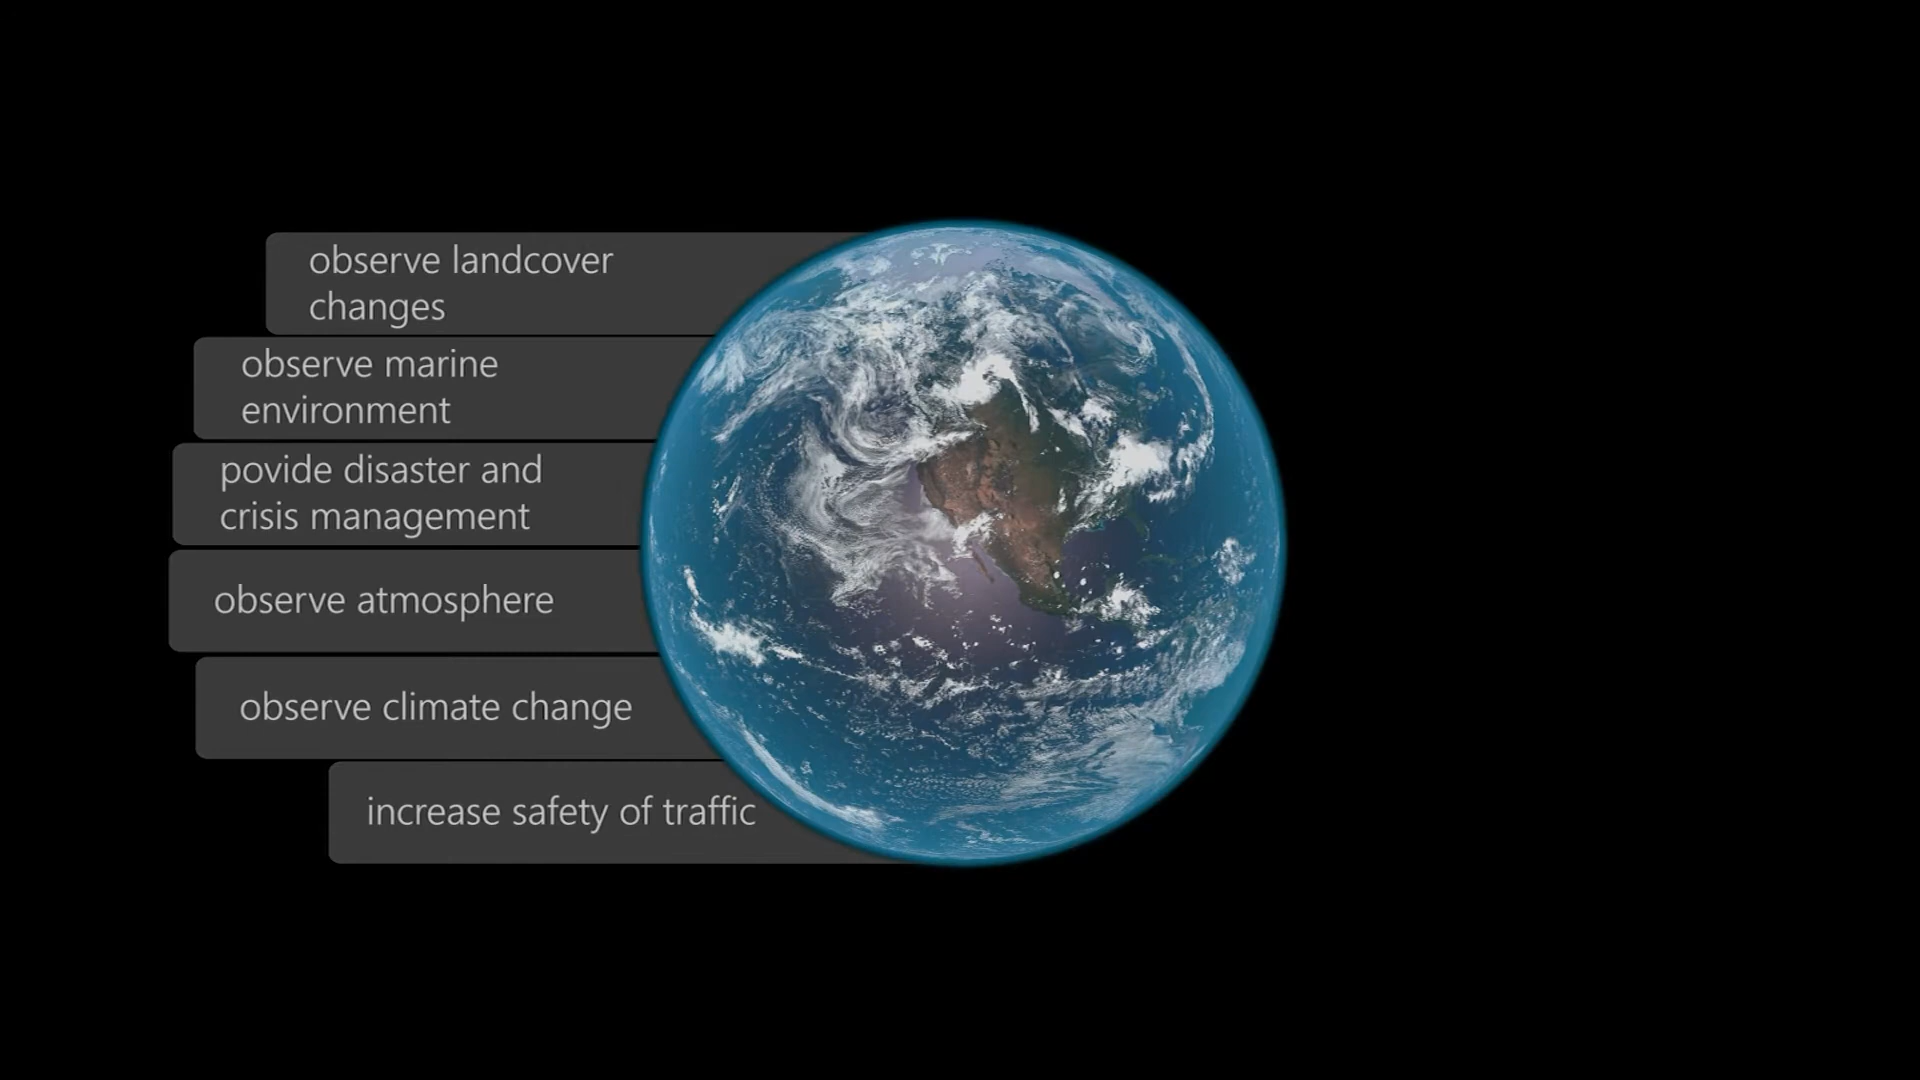 observe landcover
changes
observe marine
environment
povide disaster and
crisis management
observe atmosphere
observe climate change
increase safety of traffic